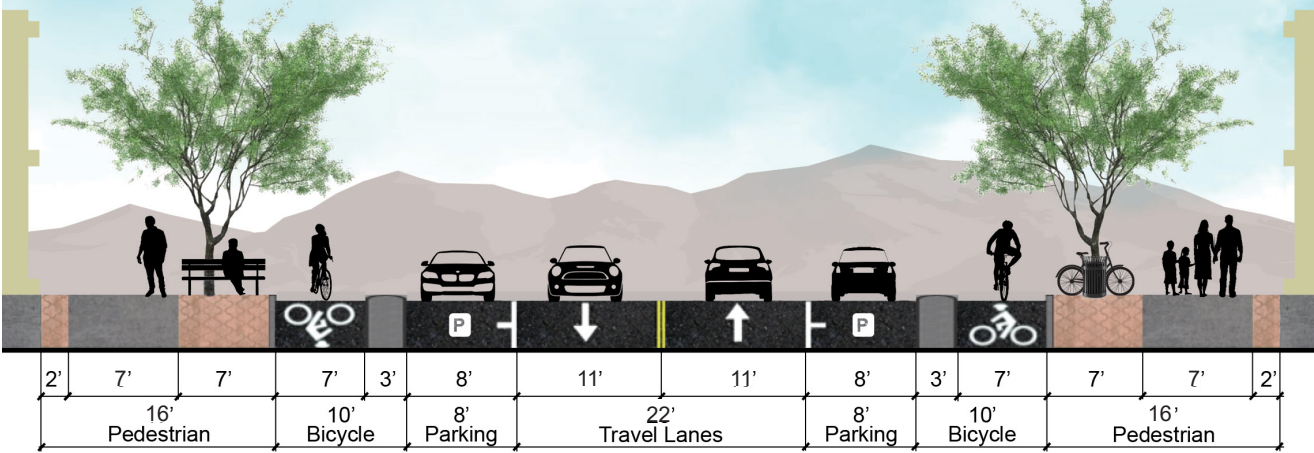 P P
2’ 7’ 7’ 7’ 3’ 8’ 11’ 11’ 8’ 3’ 7’ 7’ 7’ 2’
16’ 10’ 8’ 22’ 8’ 10’ 16’
Pedestrian Bicycle Parking Travel Lanes Parking Bicycle Pedestrian